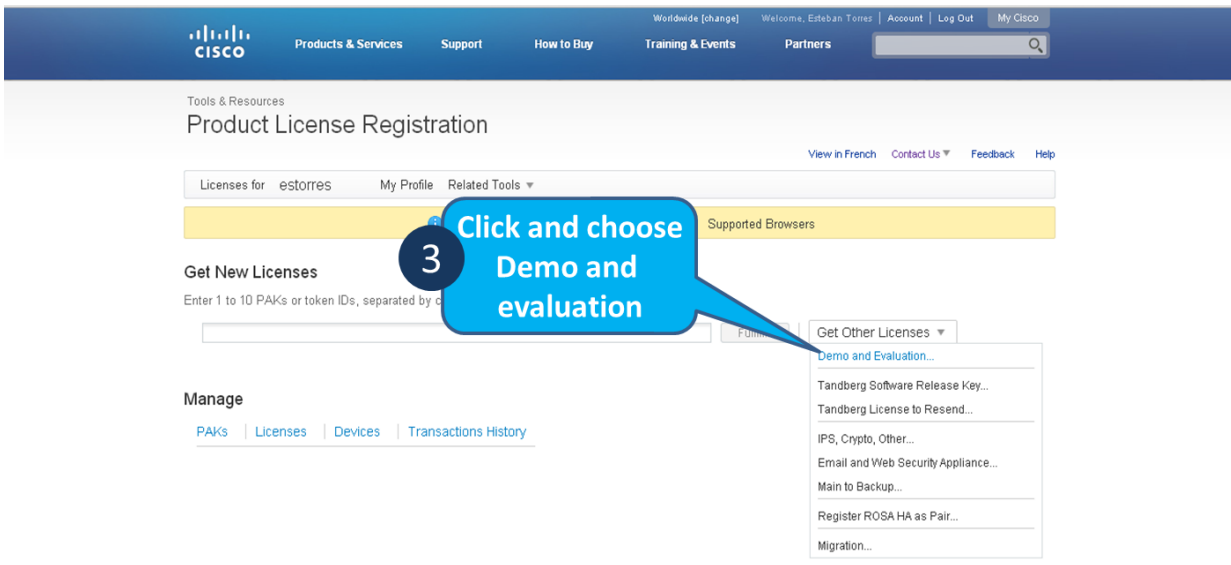 Worldwide [change] Welcome, Esteban Torres Account Log Out My Cisco
CISCO Products & Services Support How to Buy Training & Events Partners
Tools & Resources
Product License Registration
View in French Contact Us Feedback Help
Licenses for estorres My Profile Related Tools
Supported Browsers
3
Click and choose
Demo and
evaluation
Get New Licenses
Enter 1 to 10 PAKs or token IDs, separated by
Get Other Licenses
Demo and Evaluation...
Tandberg Software Release Key...
Tandberg License to Resend...
IPS, Crypto, Other...
Email and Web Security Appliance...
Main to Backup...
Register ROSA HA as Pair...
Migration...
Manage
PAKs Licenses Devices Transactions History